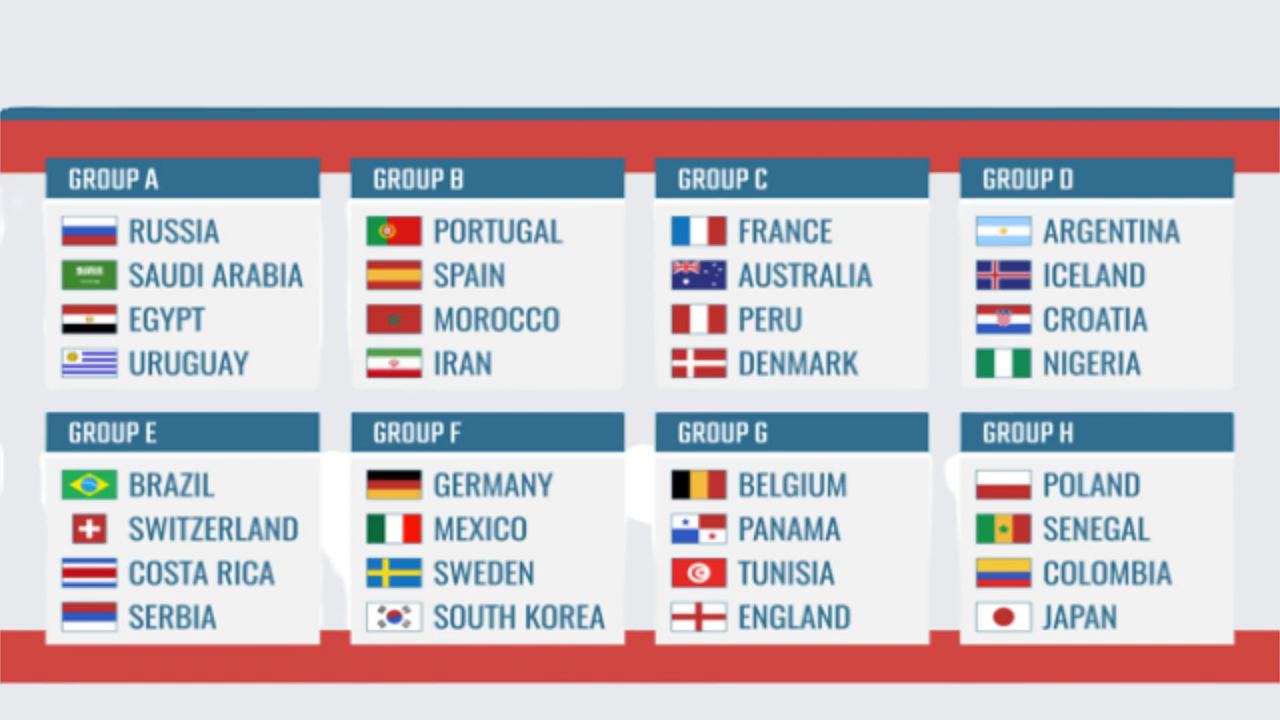 GROUP A
RUSSIA
SAUDI ARABIA
EGYPT
URUGUAY
GROUP B
PORTUGAL
SPAIN
MOROCCO
IRAN
GROUP C
FRANCE
AUSTRALIA
PERU
DENMARK
GROUP D
ARGENTINA
ICELAND
CROATIA
NIGERIA
GROUP E
BRAZIL
SWITZERLAND
COSTA RICA
SERBIA
GROUP F
GERMANY
MEXICO
SWEDEN
SOUTH KOREA
GROUP G
BELGIUM
PANAMA
TUNISIA
ENGLAND
GROUP H
POLAND
SENEGAL
COLOMBIA
JAPAN